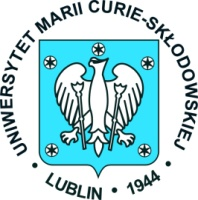 UNIWERSYTET MARII CURIE-SKŁODOWSKIEJ
LUBLIN • 1944